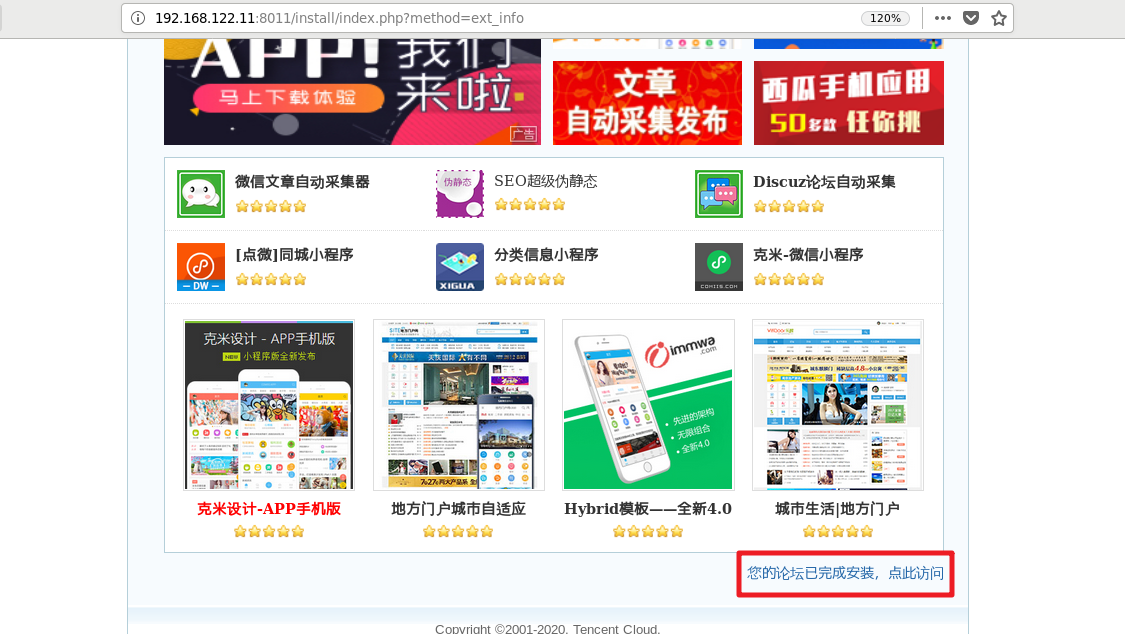 192.168.122.11:8011/install/index.php?method=ext_info
120%
APP!我们
来啦
马上下载体验
广告
文章
自动采集发布
西瓜手机应用
50多款 任你挑
微信文章自动采集器
伪静态
SEO超级伪静态
Discuz论坛自动采集
DW
[点微]同城小程序
XIGUA
分类信息小程序
COMIIS.COM
克米-微信小程序
克米设计 - APP手机版
NEW 小程序版全新发布
immwa.com
• 先进的架构
• 无限组合
• 全新4.0
克米设计-APP手机版
地方门户城市自适应
Hybrid模板——全新4.0
城市生活|地方门户
您的论坛已完成安装，点此访问
Copyright ©2001-2020, Tencent Cloud.